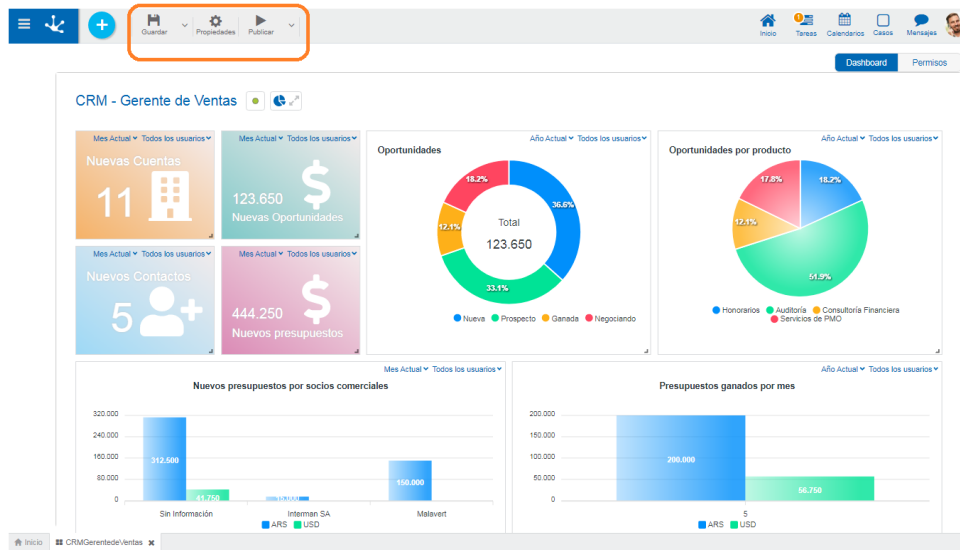 Guardar Propiedades Publicar
Inicio Tareas Calendarios Casos Mensajes
Dashboard Permisos
CRM - Gerente de Ventas
Mes Actual Todos los usuarios
Nuevas Cuentas
11
Mes Actual Todos los usuarios
123.650
Nuevas Oportunidades
Año Actual Todos los usuarios
Oportunidades
18.2%
36.6%
12.1%
33.1%
Total
123.650
Nueva Prospecto Ganada Negociando
Año Actual Todos los usuarios
Oportunidades por producto
17.8%
18.2%
12.1%
51.9%
Honorarios Auditoría Consultoría Financiera
Servicios de PMO
Mes Actual Todos los usuarios
Nuevos Contactos
5
Mes Actual Todos los usuarios
444.250
Nuevos presupuestos
Mes Actual Todos los usuarios
Nuevos presupuestos por socios comerciales
320.000
240.000
160.000
80.000
0
312.500
41.750
15.000
150.000
Sin Información Interman SA Malavert
ARS USD
Año Actual Todos los usuarios
Presupuestos ganados por mes
200.000
150.000
100.000
50.000
0
200.000
56.750
5
ARS USD
Inicio CRMGerentedeVentas